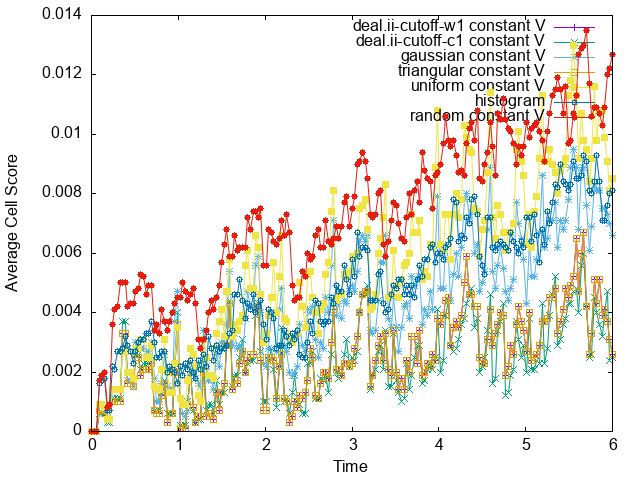 0.014
0.012
0.01
0.008
0.006
0.004
0.002
0
Average Cell Score
deal.ii-cutoff-w1 constant V
deal.ii-cutoff-c1 constant V
gaussian constant V
triangular constant V
uniform constant V
histogram
random constant V
0 1 2 3 4 5 6
Time